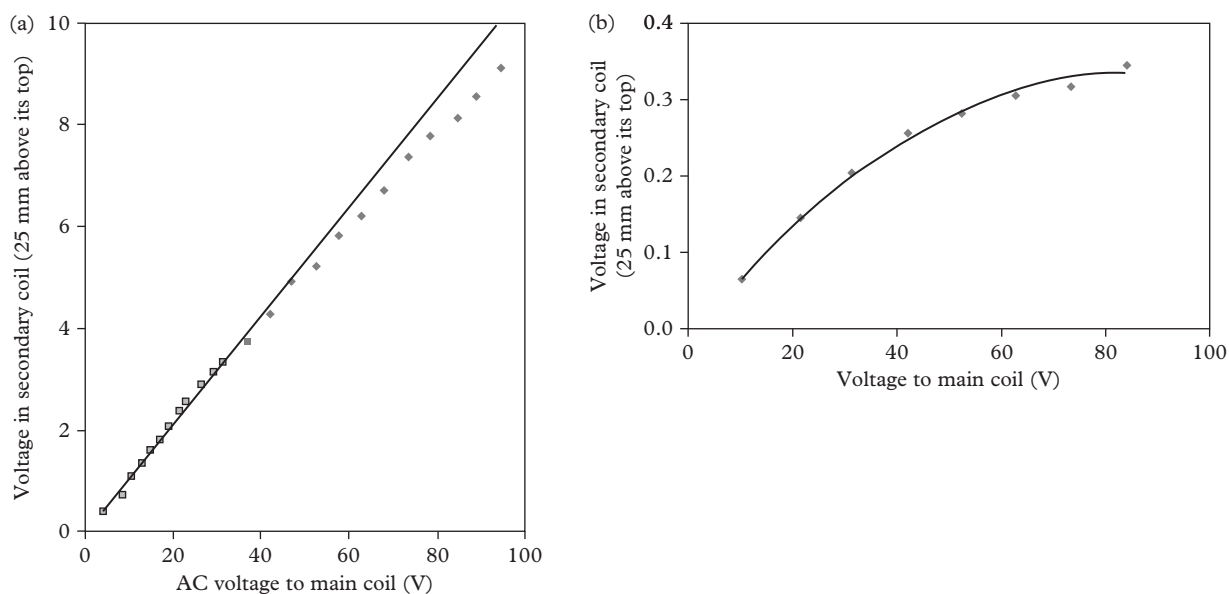 (a)
10
8
6
4
2
0
Voltage in secondary coil (25 mm above its top)
0 20 40 60 80 100
AC voltage to main coil (V)
(b)
0.4
0.3
0.2
0.1
0.0
Voltage in secondary coil
(25 mm above its top)
0 20 40 60 80 100
Voltage to main coil (V)